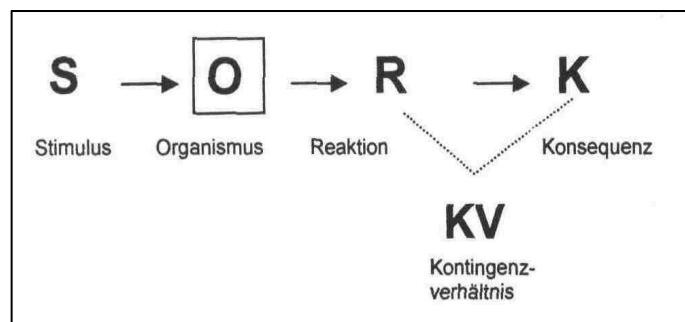 S O R K
Stimulus Organismus Reaktion Konsequenz
KV
Kontingenz-
verhältnis